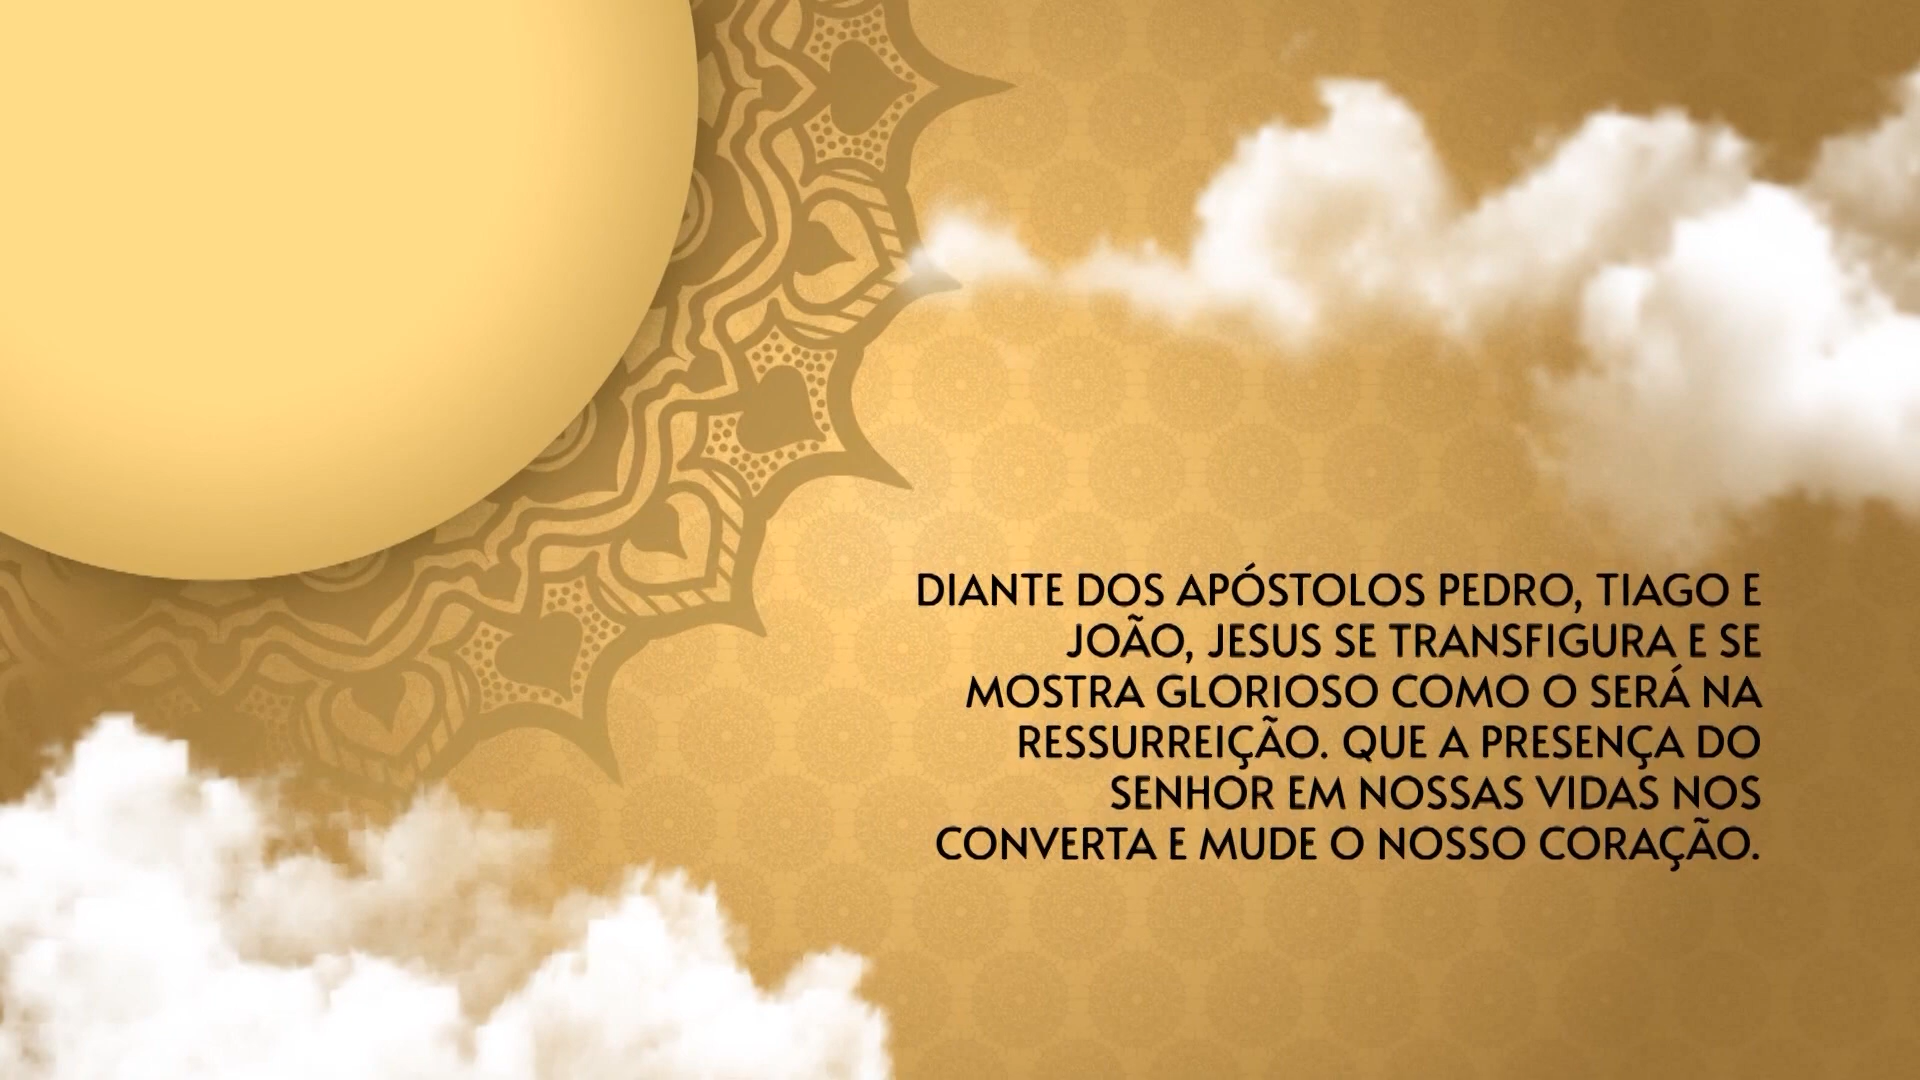 DIANTE DOS APÓSTOLOS PEDRO, TIAGO E
JOÃO, JESUS SE TRANSFIGURA E SE
MOSTRA GLORIOSO COMO O SERÁ NA
RESSURREIÇÃO. QUE A PRESENÇA DO
SENHOR EM NOSSAS VIDAS NOS
CONVERTA E MUDE O NOSSO CORAÇÃO.